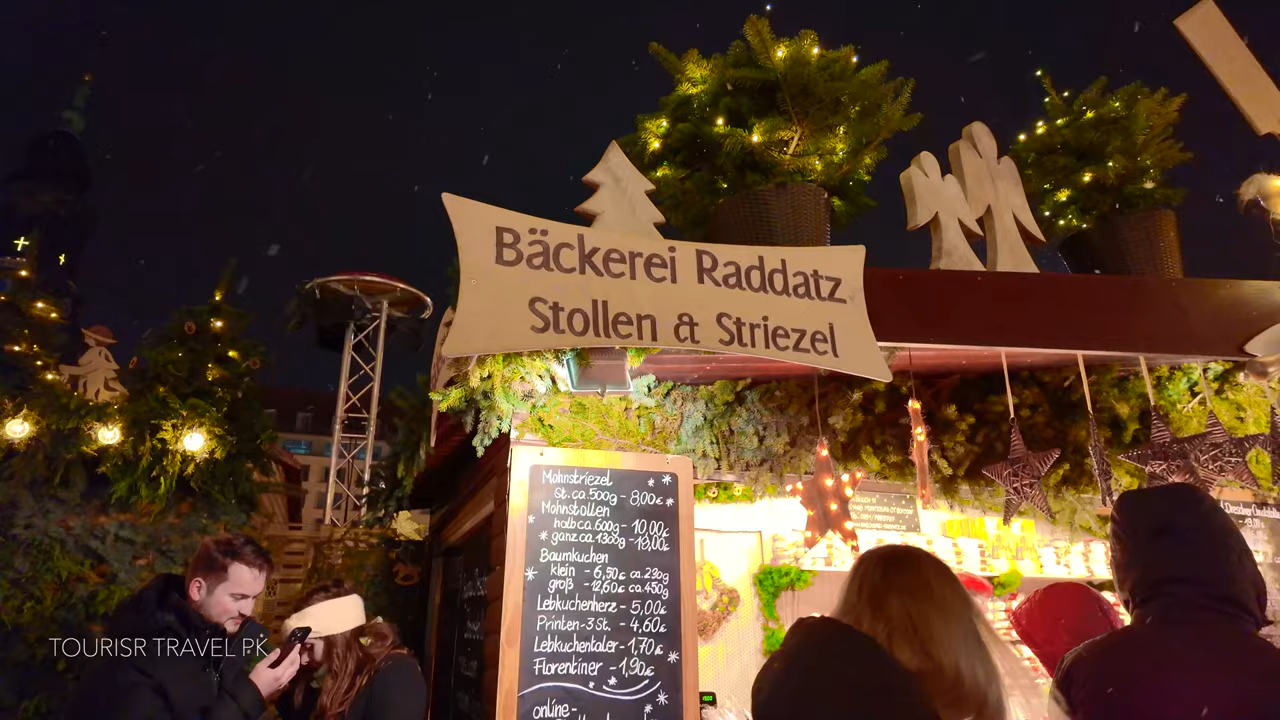 Bäckerei Raddatz
Stollen & Striezel
Mohnstriezel
St. ca. 500g - 8,00€
Mohnstollen
halb ca. 600g - 10,00€
ganz ca. 1300g - 19,00€
Baumkuchen
klein - 6,50€ ca. 230g
groß - 12,60€ ca. 450g
Lebkuchenherz - 5,00€
Printen - 3 St. - 4,60€
Lebkuchentaler - 1,70€
Florentiner - 1,90€
online-
TOURISR TRAVEL PK